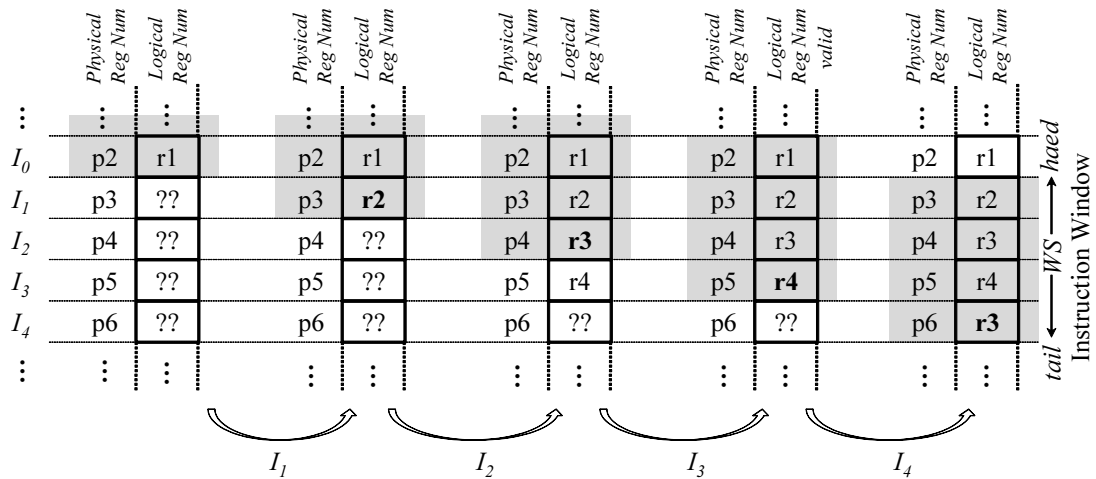 Physical Reg Num Logical Reg Num Physical Reg Num Logical Reg Num Physical Reg Num Logical Reg Num Physical Reg Num Logical Reg Num valid Physical Reg Num Logical Reg Num
... ... ... ... ... ... ... ... ... ... ...
I0 p2 r1 p2 r1 p2 r1 p2 r1 p2 r1
I1 p3 ?? p3 r2 p3 r2 p3 r2 p3 r2
I2 p4 ?? p4 ?? p4 r3 p4 r3 p4 r3
I3 p5 ?? p5 ?? p5 r4 p5 r4 p5 r4
I4 p6 ?? p6 ?? p6 ?? p6 ?? p6 r3
... ... ... ... ... ... ... ... ... ... ...
tail WS haed
Instruction Window
I1 I2 I3 I4